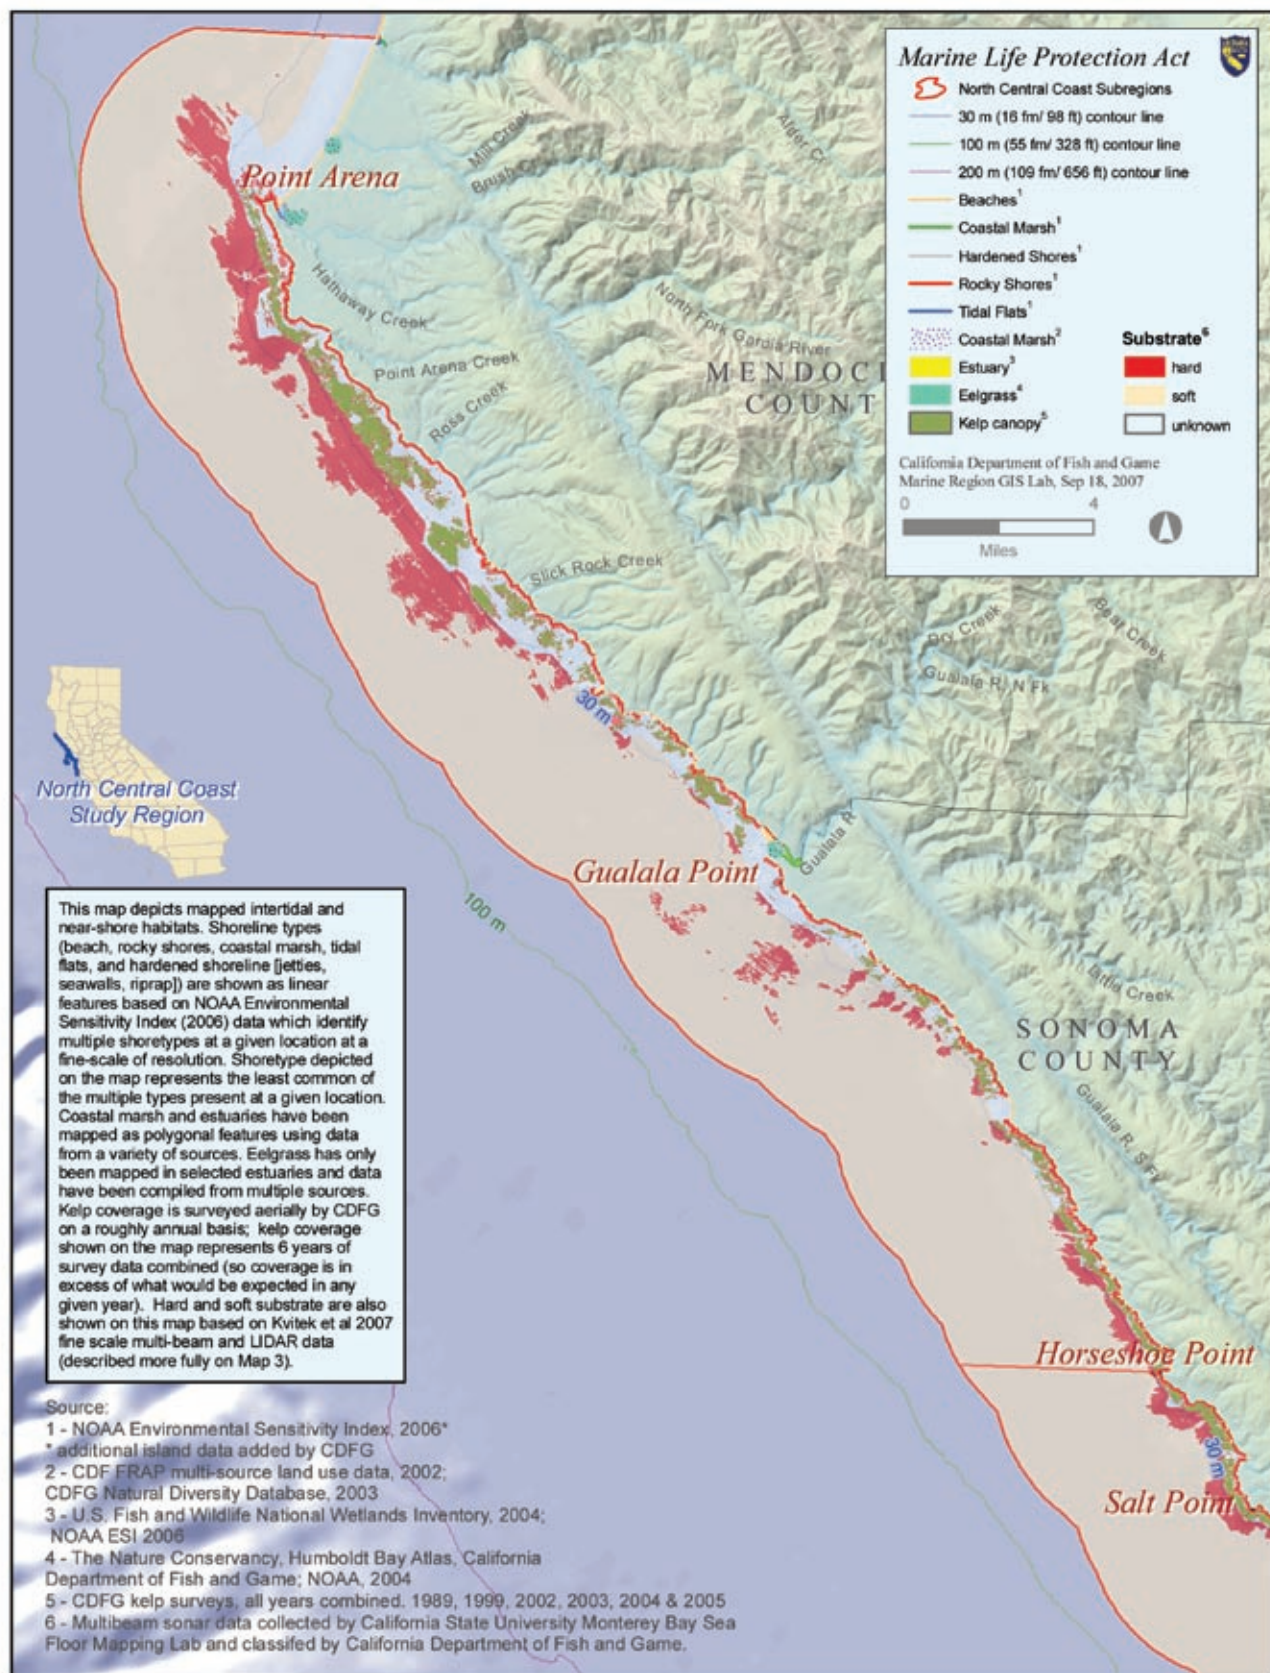 Marine Life Protection Act
North Central Coast Subregions
30 m (16 fm/ 98 ft) contour line
100 m (55 fm/ 328 ft) contour line
200 m (109 fm/ 656 ft) contour line
Beaches1
Coastal Marsh1
Hardened Shores1
Rocky Shores1
Tidal Flats1
Coastal Marsh2
Estuary3
Eelgrass4
Kelp canopy5
Substrate6
hard
soft
unknown
California Department of Fish and Game
Marine Region GIS Lab, Sep 18, 2007
0 4
Miles
Alder Cr
Mill Creek
Brush
Point Arena
Hathaway Creek
North Fork Garcia River
Point Arena Creek
MENDOCI
COUNT
Ross Creek
Slick Rock Creek
Dry Creek
Bear Creek
Gualala R, N Fk
30 m
North Central Coast
Study Region
Gualala R
Gualala Point
100 m
Little Creek
SONOMA
COUNTY
Gualala R, S Fk
Horseshoe Point
30 m
Salt Point
This map depicts mapped intertidal and
near-shore habitats. Shoreline types
(beach, rocky shores, coastal marsh, tidal
flats, and hardened shoreline [jetties,
seawalls, riprap]) are shown as linear
features based on NOAA Environmental
Sensitivity Index (2006) data which identify
multiple shoretypes at a given location at a
fine-scale of resolution. Shoretype depicted
on the map represents the least common of
the multiple types present at a given location.
Coastal marsh and estuaries have been
mapped as polygonal features using data
from a variety of sources. Eelgrass has only
been mapped in selected estuaries and data
have been compiled from multiple sources.
Kelp coverage is surveyed aerially by CDFG
on a roughly annual basis; kelp coverage
shown on the map represents 6 years of
survey data combined (so coverage is in
excess of what would be expected in any
given year). Hard and soft substrate are also
shown on this map based on Kvitek et al 2007
fine scale multi-beam and LIDAR data
(described more fully on Map 3).
Source:
1 - NOAA Environmental Sensitivity Index, 2006*
* additional island data added by CDFG
2 - CDF FRAP multi-source land use data, 2002;
CDFG Natural Diversity Database, 2003
3 - U.S. Fish and Wildlife National Wetlands Inventory, 2004;
NOAA ESI 2006
4 - The Nature Conservancy, Humboldt Bay Atlas, California
Department of Fish and Game; NOAA, 2004
5 - CDFG kelp surveys, all years combined. 1989, 1999, 2002, 2003, 2004 & 2005
6 - Multibeam sonar data collected by California State University Monterey Bay Sea
Floor Mapping Lab and classifed by California Department of Fish and Game.